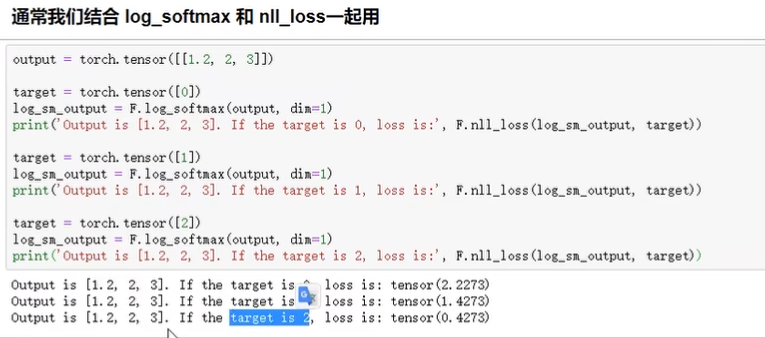 通常我们结合 log_softmax 和 nll_loss一起用
output = torch.tensor([[1.2, 2, 3]])
target = torch.tensor([0])
log_sm_output = F.log_softmax(output, dim=1)
print('Output is [1.2, 2, 3]. If the target is 0, loss is:', F.nll_loss(log_sm_output, target))
target = torch.tensor([1])
log_sm_output = F.log_softmax(output, dim=1)
print('Output is [1.2, 2, 3]. If the target is 1, loss is:', F.nll_loss(log_sm_output, target))
target = torch.tensor([2])
log_sm_output = F.log_softmax(output, dim=1)
print('Output is [1.2, 2, 3]. If the target is 2, loss is:', F.nll_loss(log_sm_output, target))
Output is [1.2, 2, 3]. If the target is loss is: tensor(2.2273)
Output is [1.2, 2, 3]. If the target is loss is: tensor(1.4273)
Output is [1.2, 2, 3]. If the target is 2, loss is: tensor(0.4273)